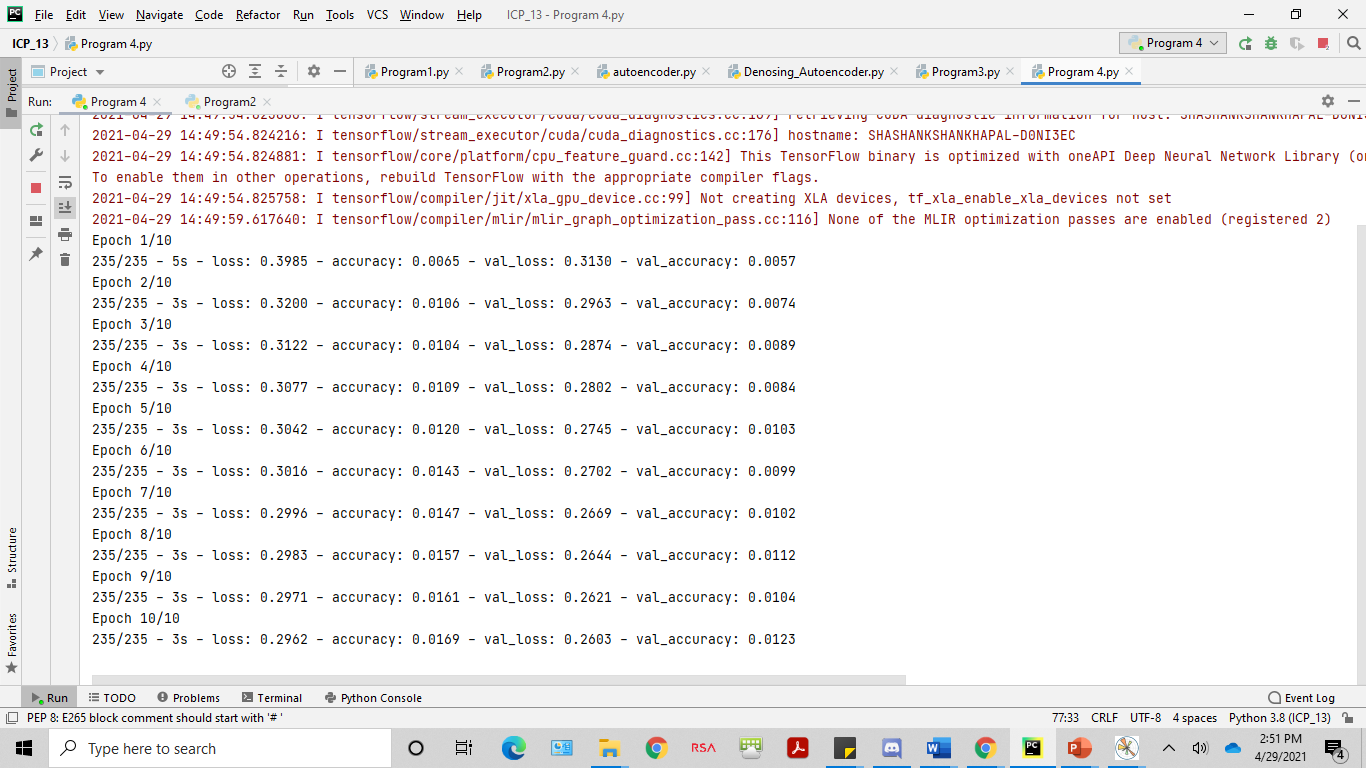 File Edit View Navigate Code Refactor Run Tools VCS Window Help ICP_13 - Program 4.py
ICP_13 Program 4.py Program 4
Project Program1.py Program2.py autoencoder.py Denosing_Autoencoder.py Program3.py Program 4.py
Project
Run: Program 4 Program2
2021-04-29 14:49:54.824216: I tensorflow/stream_executor/cuda/cuda_diagnostics.cc:176] hostname: SHASHANKSHANKHAPAL-D0NI3EC
2021-04-29 14:49:54.824881: I tensorflow/core/platform/cpu_feature_guard.cc:142] This TensorFlow binary is optimized with oneAPI Deep Neural Network Library (on
To enable them in other operations, rebuild TensorFlow with the appropriate compiler flags.
2021-04-29 14:49:54.825758: I tensorflow/compiler/jit/xla_gpu_device.cc:99] Not creating XLA devices, tf_xla_enable_xla_devices not set
2021-04-29 14:49:59.617640: I tensorflow/compiler/mlir/mlir_graph_optimization_pass.cc:116] None of the MLIR optimization passes are enabled (registered 2)
Epoch 1/10
235/235 - 5s - loss: 0.3985 - accuracy: 0.0065 - val_loss: 0.3130 - val_accuracy: 0.0057
Epoch 2/10
235/235 - 3s - loss: 0.3200 - accuracy: 0.0106 - val_loss: 0.2963 - val_accuracy: 0.0074
Epoch 3/10
235/235 - 3s - loss: 0.3122 - accuracy: 0.0104 - val_loss: 0.2874 - val_accuracy: 0.0089
Epoch 4/10
235/235 - 3s - loss: 0.3077 - accuracy: 0.0109 - val_loss: 0.2802 - val_accuracy: 0.0084
Epoch 5/10
235/235 - 3s - loss: 0.3042 - accuracy: 0.0120 - val_loss: 0.2745 - val_accuracy: 0.0103
Epoch 6/10
235/235 - 3s - loss: 0.3016 - accuracy: 0.0143 - val_loss: 0.2702 - val_accuracy: 0.0099
Epoch 7/10
235/235 - 3s - loss: 0.2996 - accuracy: 0.0147 - val_loss: 0.2669 - val_accuracy: 0.0102
Epoch 8/10
235/235 - 3s - loss: 0.2983 - accuracy: 0.0157 - val_loss: 0.2644 - val_accuracy: 0.0112
Epoch 9/10
235/235 - 3s - loss: 0.2971 - accuracy: 0.0161 - val_loss: 0.2621 - val_accuracy: 0.0104
Epoch 10/10
235/235 - 3s - loss: 0.2962 - accuracy: 0.0169 - val_loss: 0.2603 - val_accuracy: 0.0123
Structure
Favorites
Run TODO Problems Terminal Python Console Event Log
PEP 8: E265 block comment should start with '# ' 77:33 CRLF UTF-8 4 spaces Python 3.8 (ICP_13)
Type here to search RSA 2:51 PM
4/29/2021 4